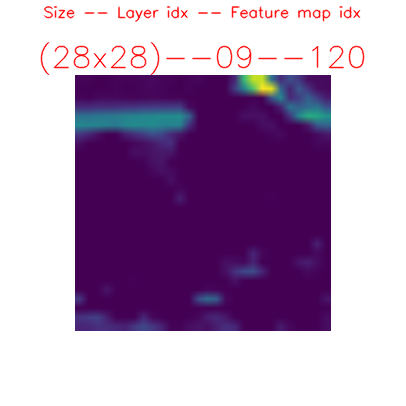 Size -- Layer idx -- Feature map idx
(28x28)--09--120